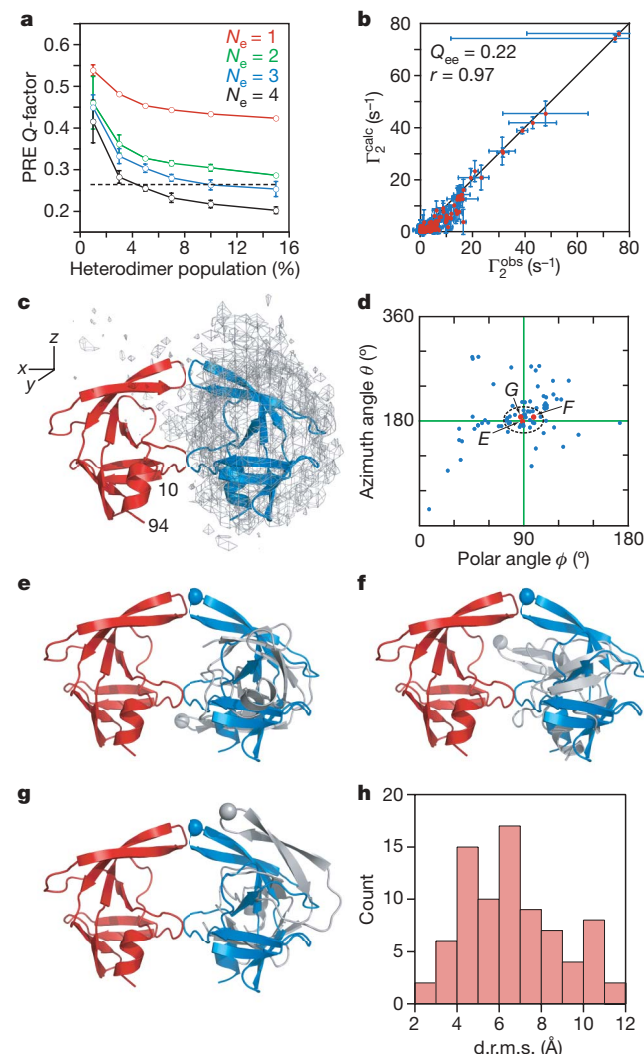 a
0.6
0.5
0.4
0.3
0.2
PRE Q-factor
Nₑ = 1
Nₑ = 2
Nₑ = 3
Nₑ = 4
0 4 8 12 16
Heterodimer population (%)
b
80
60
40
20
0
Γ₂ᶜᵃˡᶜ (s⁻¹)
Qₑₑ = 0.22
r = 0.97
0 20 40 60 80
Γ₂ᵒᵇˢ (s⁻¹)
c
z
x
y
10
94
d
360
180
0
Azimuth angle θ (º)
G
F
E
0 90 180
Polar angle ϕ (º)
e
f
g
h
20
15
10
5
0
Count
2 4 6 8 10 12
d.r.m.s. (Å)